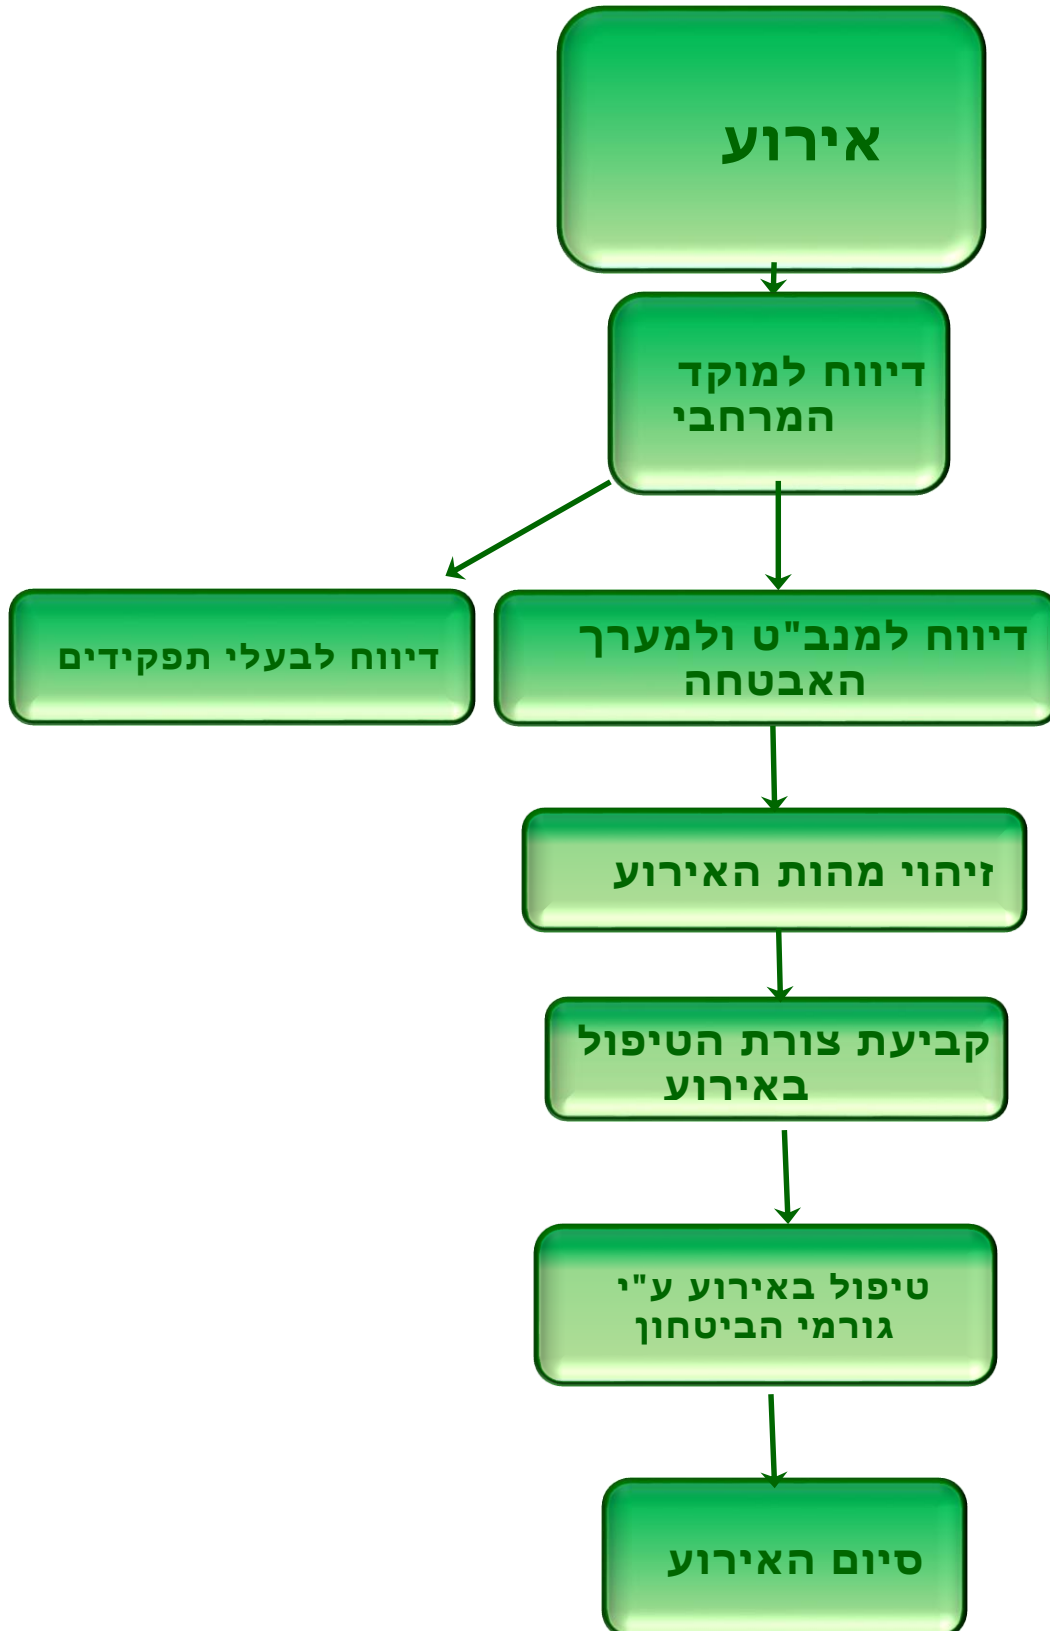 אירוע
דיווח למוקד
המרחבי
דיווח למנב"ט ולמערך
האבטחה
דיווח לבעלי תפקידים
זיהוי מהות האירוע
קביעת צורת הטיפול
באירוע
טיפול באירוע ע"י
גורמי הביטחון
סיום האירוע